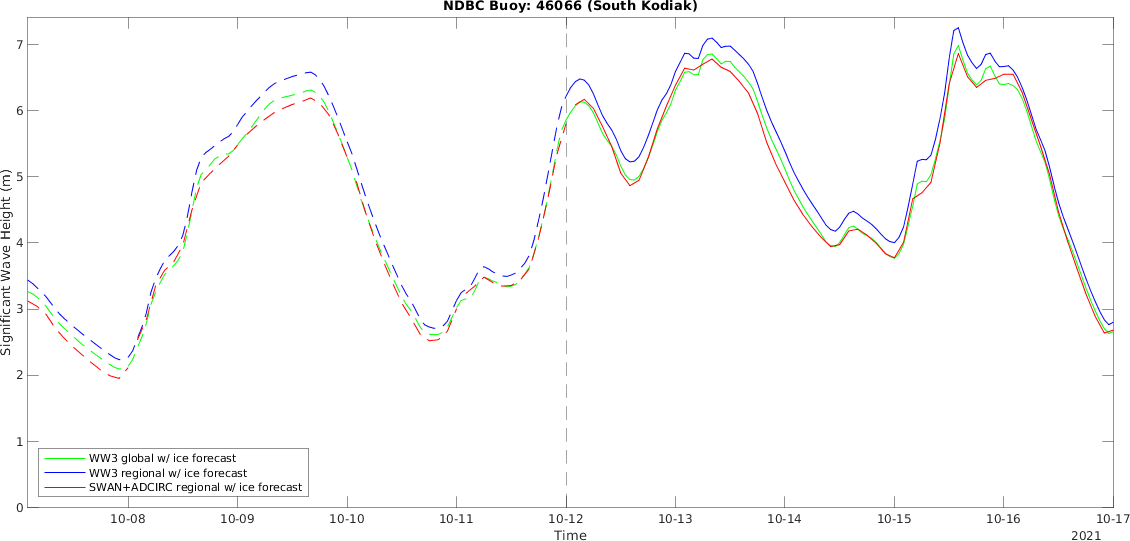 NDBC Buoy: 46066 (South Kodiak)
Significant Wave Height (m)
7
6
5
4
3
2
1
0
WW3 global w/ ice forecast
WW3 regional w/ ice forecast
SWAN+ADCIRC regional w/ ice forecast
10-08 10-09 10-10 10-11 10-12 10-13 10-14 10-15 10-16 10-17
Time
2021